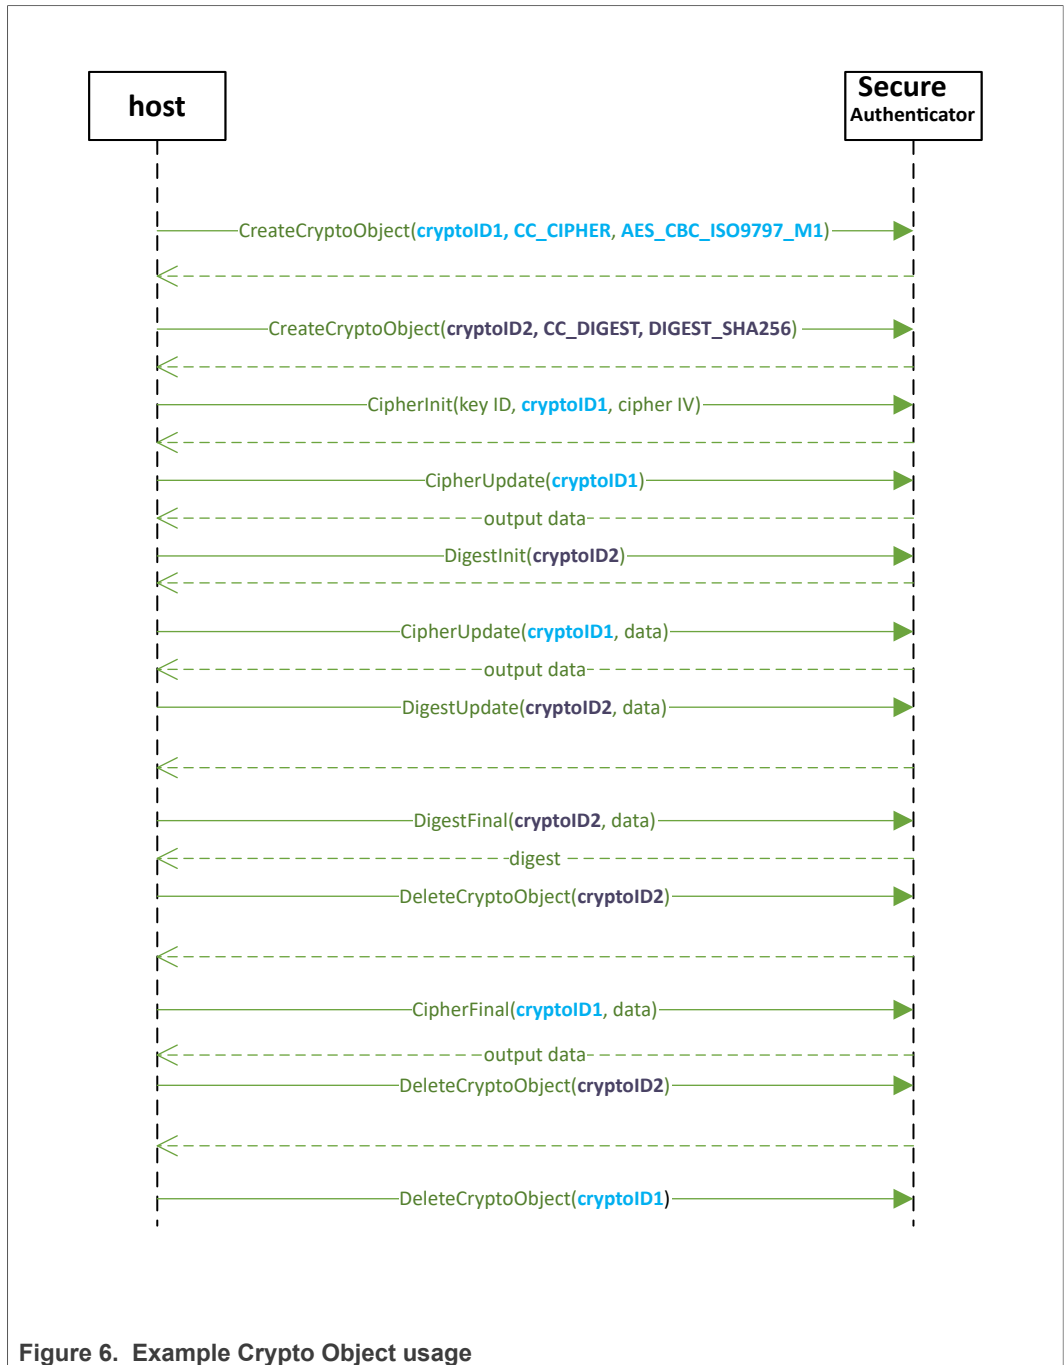 host
Secure
Authenticator
CreateCryptoObject(cryptoID1, CC_CIPHER, AES_CBC_ISO9797_M1)
CreateCryptoObject(cryptoID2, CC_DIGEST, DIGEST_SHA256)
CipherInit(key ID, cryptoID1, cipher IV)
CipherUpdate(cryptoID1)
output data
DigestInit(cryptoID2)
CipherUpdate(cryptoID1, data)
output data
DigestUpdate(cryptoID2, data)
DigestFinal(cryptoID2, data)
digest
DeleteCryptoObject(cryptoID2)
CipherFinal(cryptoID1, data)
output data
DeleteCryptoObject(cryptoID2)
DeleteCryptoObject(cryptoID1)
Figure 6. Example Crypto Object usage